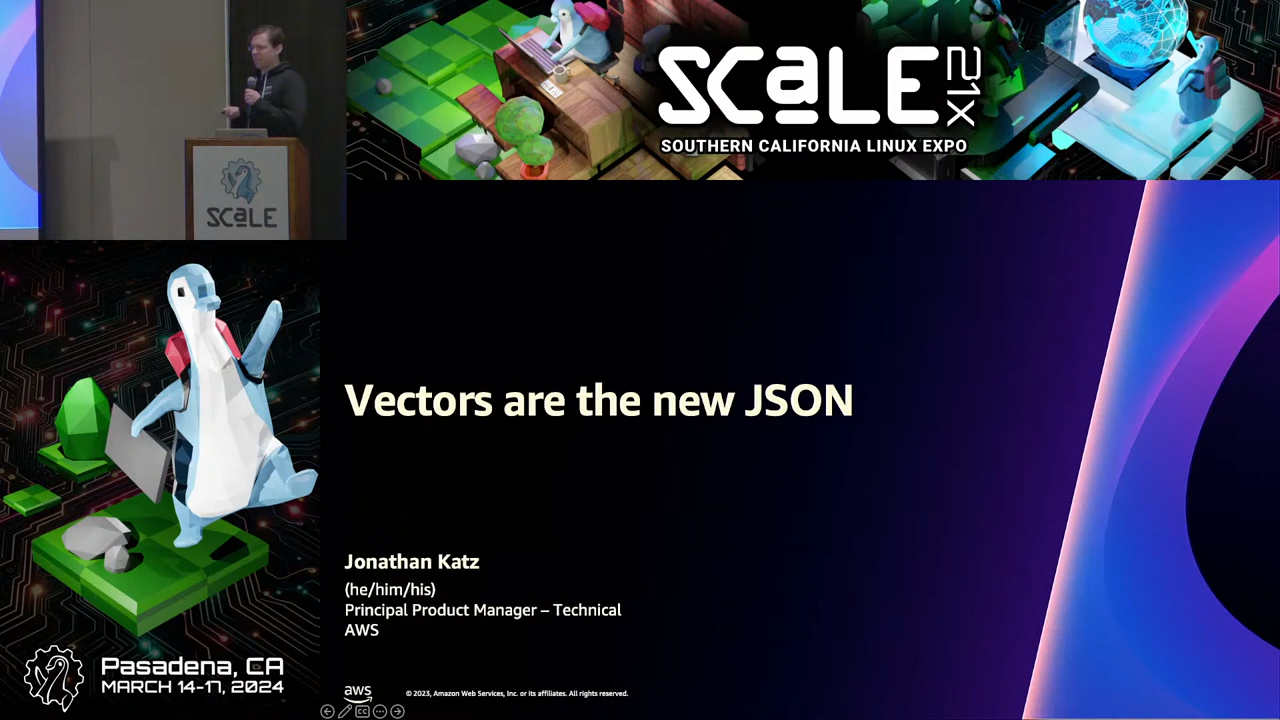 SCALE
21X
SOUTHERN CALIFORNIA LINUX EXPO
SCALE
Vectors are the new JSON
Jonathan Katz
(he/him/his)
Principal Product Manager – Technical
AWS
Pasadena, CA
MARCH 14-17, 2024
aws
© 2023, Amazon Web Services, Inc. or its affiliates. All rights reserved.
CC